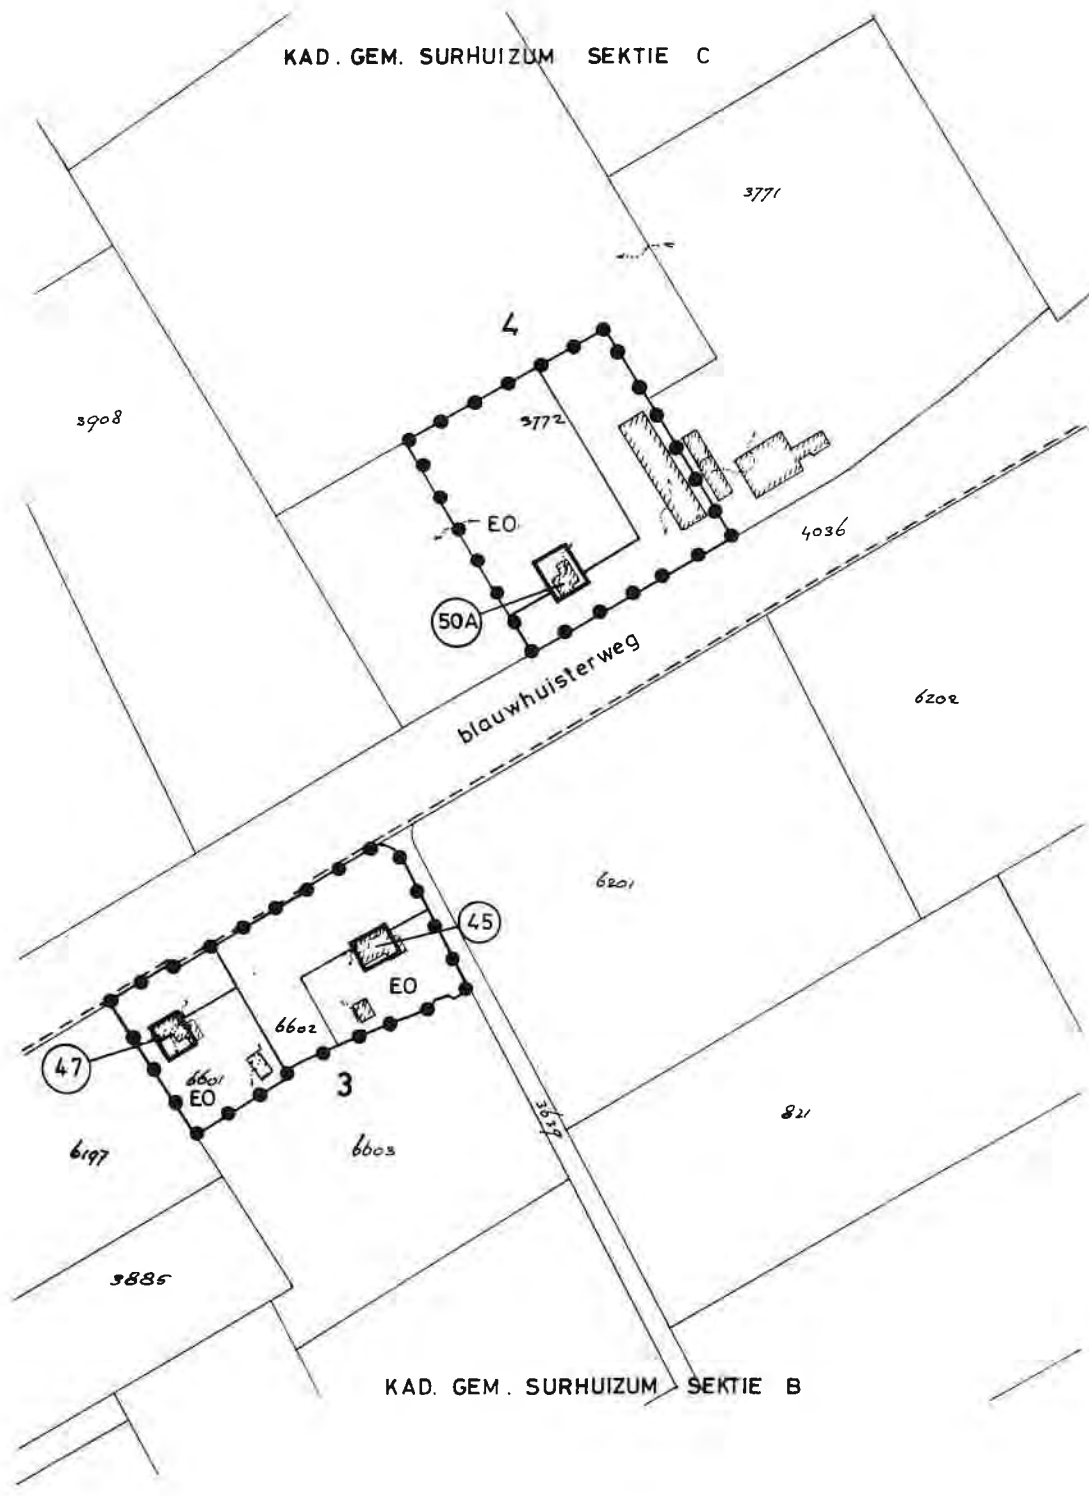 KAD. GEM. SURHUIZUM SEKTIE C
3771
4
3908
3772
EO
4036
50A
blauwhuisterweg
6202
6201
45
EO
6602
47
6601
EO
3
3639
821
6197
6603
3885
KAD. GEM. SURHUIZUM SEKTIE B